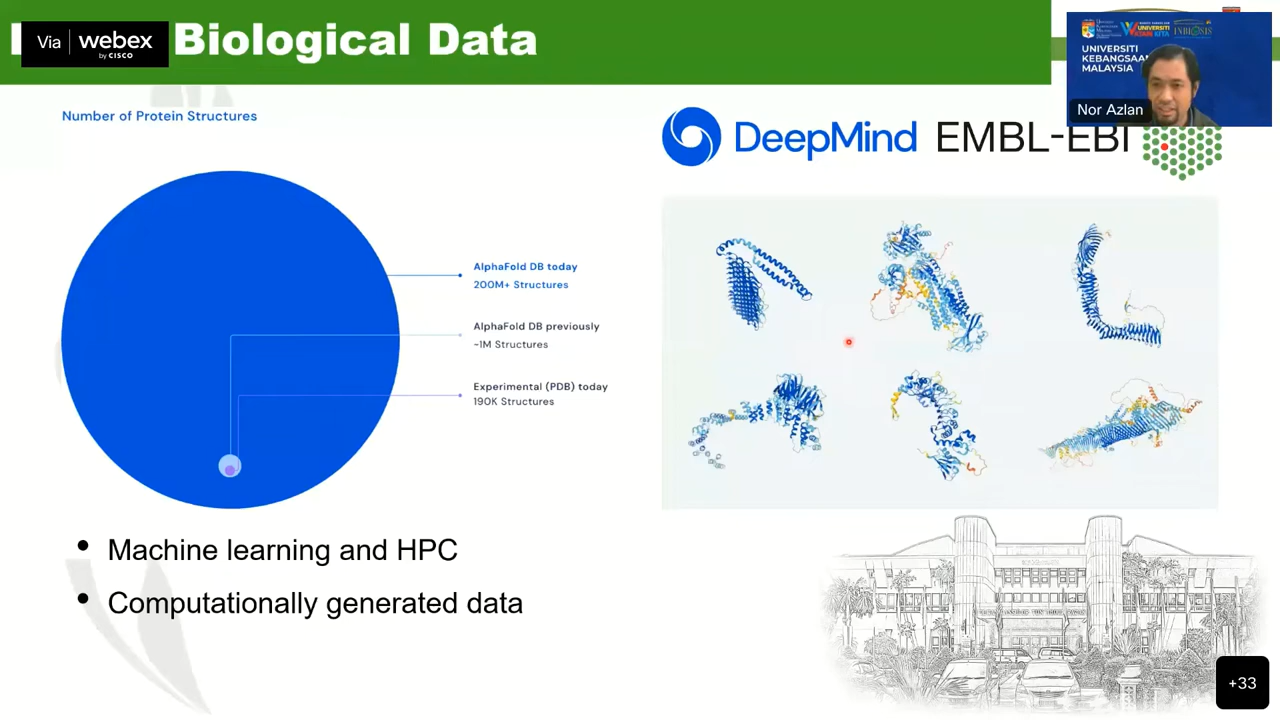 Via webex
by CISCO
Biological Data
UNIVERSITI
KEBANGSAAN
MALAYSIA
Nor Azlan
Number of Protein Structures
DeepMind EMBL-EBI
AlphaFold DB today
200M+ Structures
AlphaFold DB previously
~1M Structures
Experimental (PDB) today
190K Structures
• Machine learning and HPC
• Computationally generated data
+33